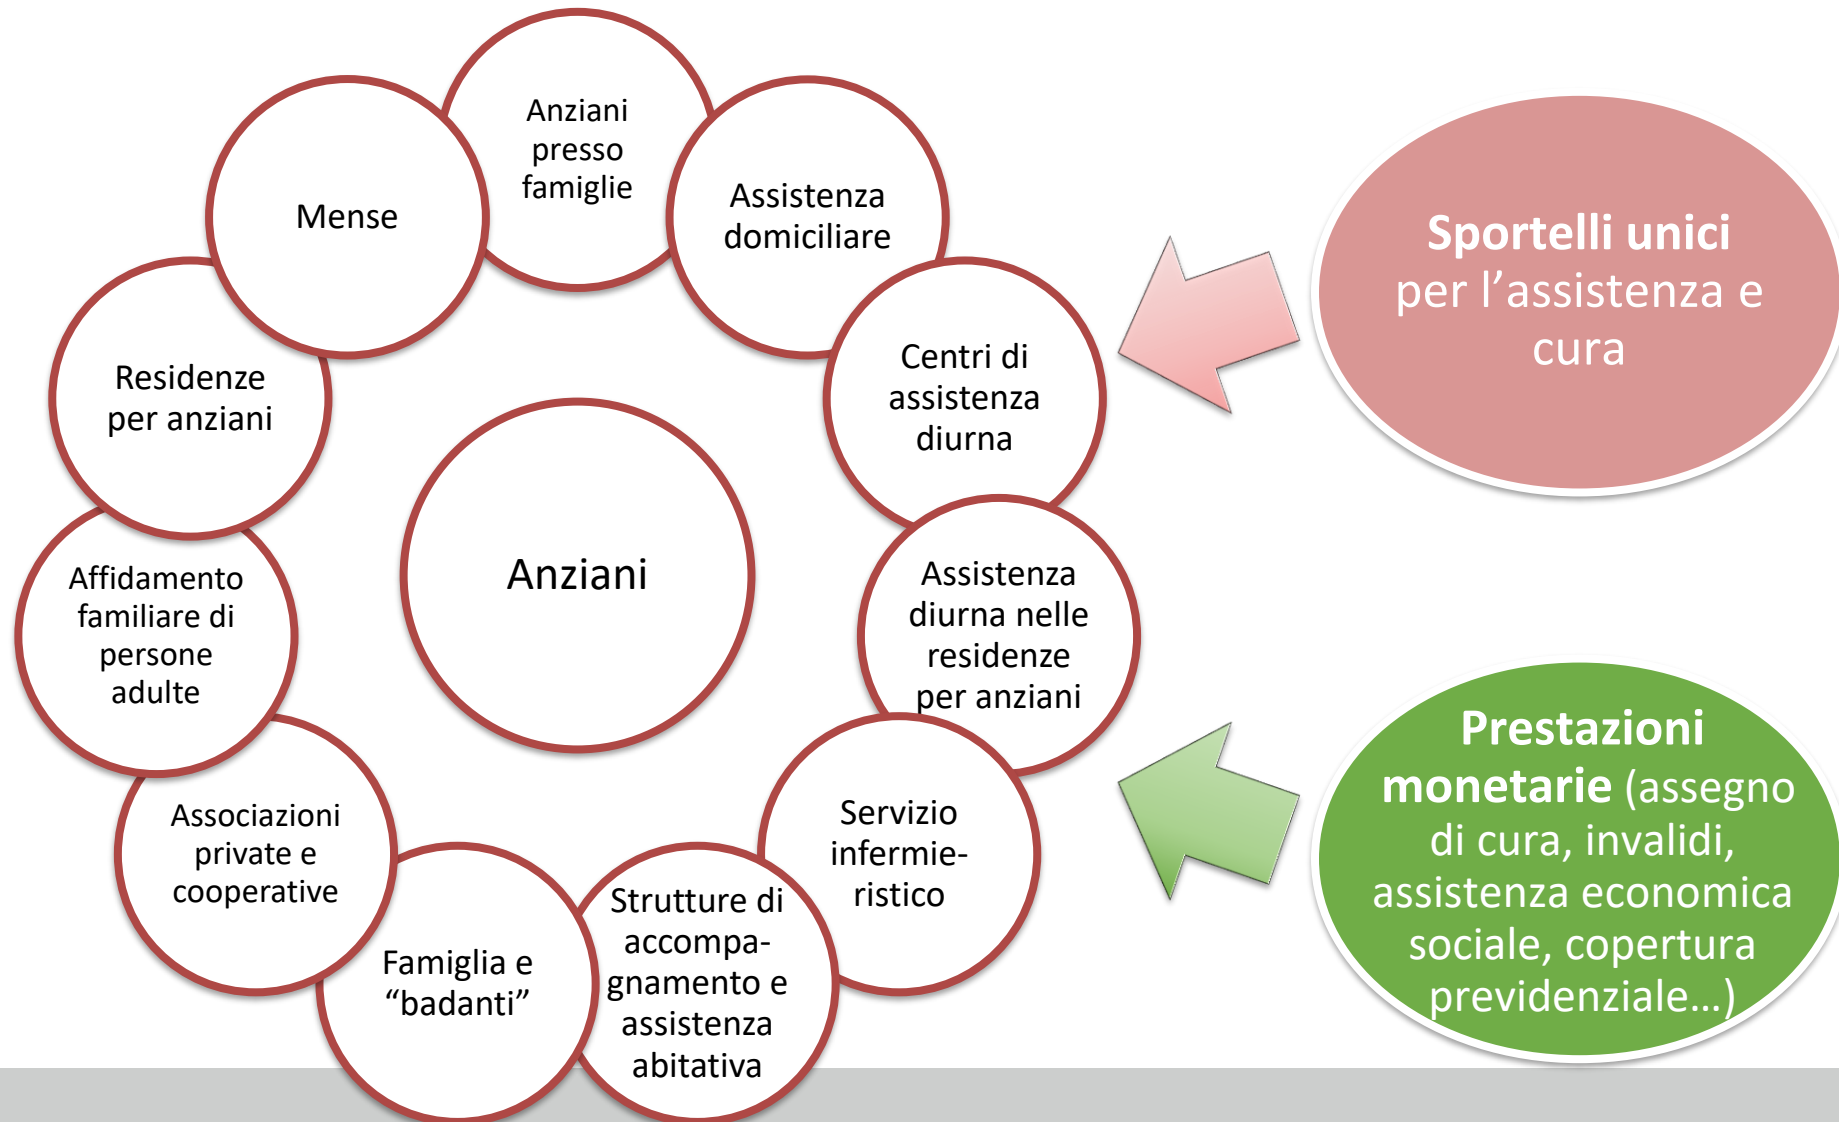 Anziani
presso
famiglie
Assistenza
domiciliare
Centri di
assistenza
diurna
Assistenza
diurna nelle
residenze
per anziani
Servizio
infermie-
ristico
Strutture di
accompa-
gnamento e
assistenza
abitativa
Famiglia e
“badanti”
Associazioni
private e
cooperative
Affidamento
familiare di
persone
adulte
Residenze
per anziani
Mense
Anziani
Sportelli unici
per l’assistenza e
cura
Prestazioni
monetarie (assegno
di cura, invalidi,
assistenza economica
sociale, copertura
previdenziale…)